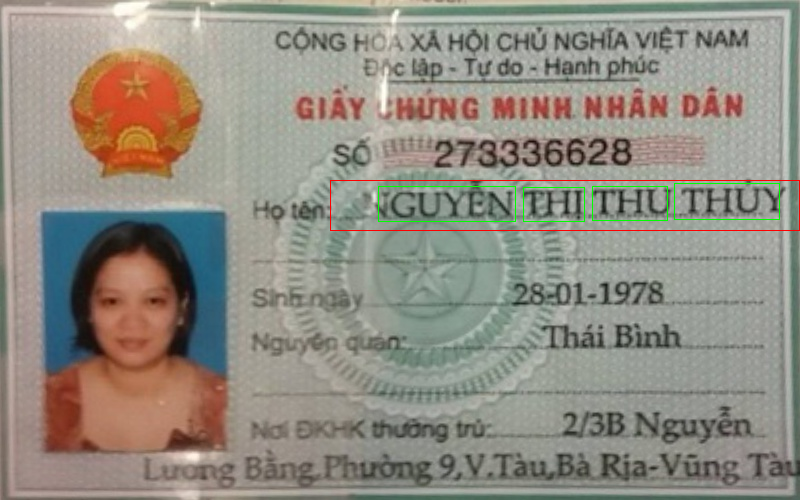 CỘNG HÒA XÃ HỘI CHỦ NGHĨA VIỆT NAM
Độc lập - Tự do - Hạnh phúc
GIẤY CHỨNG MINH NHÂN DÂN
SỐ 273336628
Họ tên: NGUYỄN THỊ THU THỦY
Sinh ngày 28-01-1978
Nguyên quán: Thái Bình
Nơi ĐKHK thường trú: 2/3B Nguyễn
Lương Bằng,Phường 9,V.Tàu,Bà Rịa-Vũng Tàu